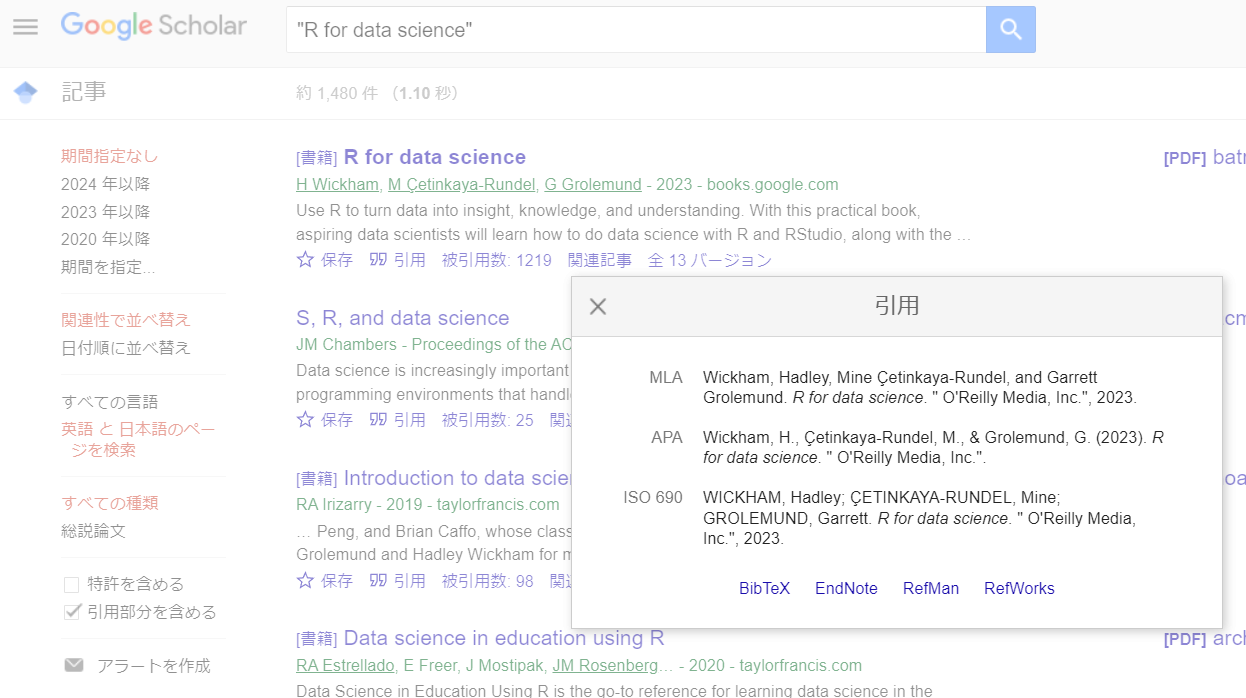 Google Scholar
"R for data science"
記事
約 1,480 件 （1.10 秒）
期間指定なし
2024 年以降
2023 年以降
2020 年以降
期間を指定...
関連性で並べ替え
日付順に並べ替え
すべての言語
英語 と 日本語のペー
ジを検索
すべての種類
総説論文
特許を含める
引用部分を含める
アラートを作成
[書籍] R for data science
H Wickham, M Çetinkaya-Rundel, G Grolemund - 2023 - books.google.com
Use R to turn data into insight, knowledge, and understanding. With this practical book,
aspiring data scientists will learn how to do data science with R and RStudio, along with the …
保存 引用 被引用数: 1219 関連記事 全 13 バージョン
[PDF] batr
S, R, and data science
JM Chambers - Proceedings of the AC
Data science is increasingly important
programming environments that handl
保存 引用 被引用数: 25 関連
cm
[書籍] Introduction to data scie
RA Irizarry - 2019 - taylorfrancis.com
… Peng, and Brian Caffo, whose class
Grolemund and Hadley Wickham for m
保存 引用 被引用数: 98 関連
oa
[書籍] Data science in education using R
RA Estrellado, E Freer, J Mostipak, JM Rosenberg… - 2020 - taylorfrancis.com
Data Science in Education Using R is the go-to reference for learning data science in the
[PDF] arch
引用
MLA Wickham, Hadley, Mine Çetinkaya-Rundel, and Garrett
Grolemund. R for data science. " O'Reilly Media, Inc.", 2023.
APA Wickham, H., Çetinkaya-Rundel, M., & Grolemund, G. (2023). R
for data science. " O'Reilly Media, Inc.".
ISO 690 WICKHAM, Hadley; ÇETINKAYA-RUNDEL, Mine;
GROLEMUND, Garrett. R for data science. " O'Reilly Media,
Inc.", 2023.
BibTeX EndNote RefMan RefWorks